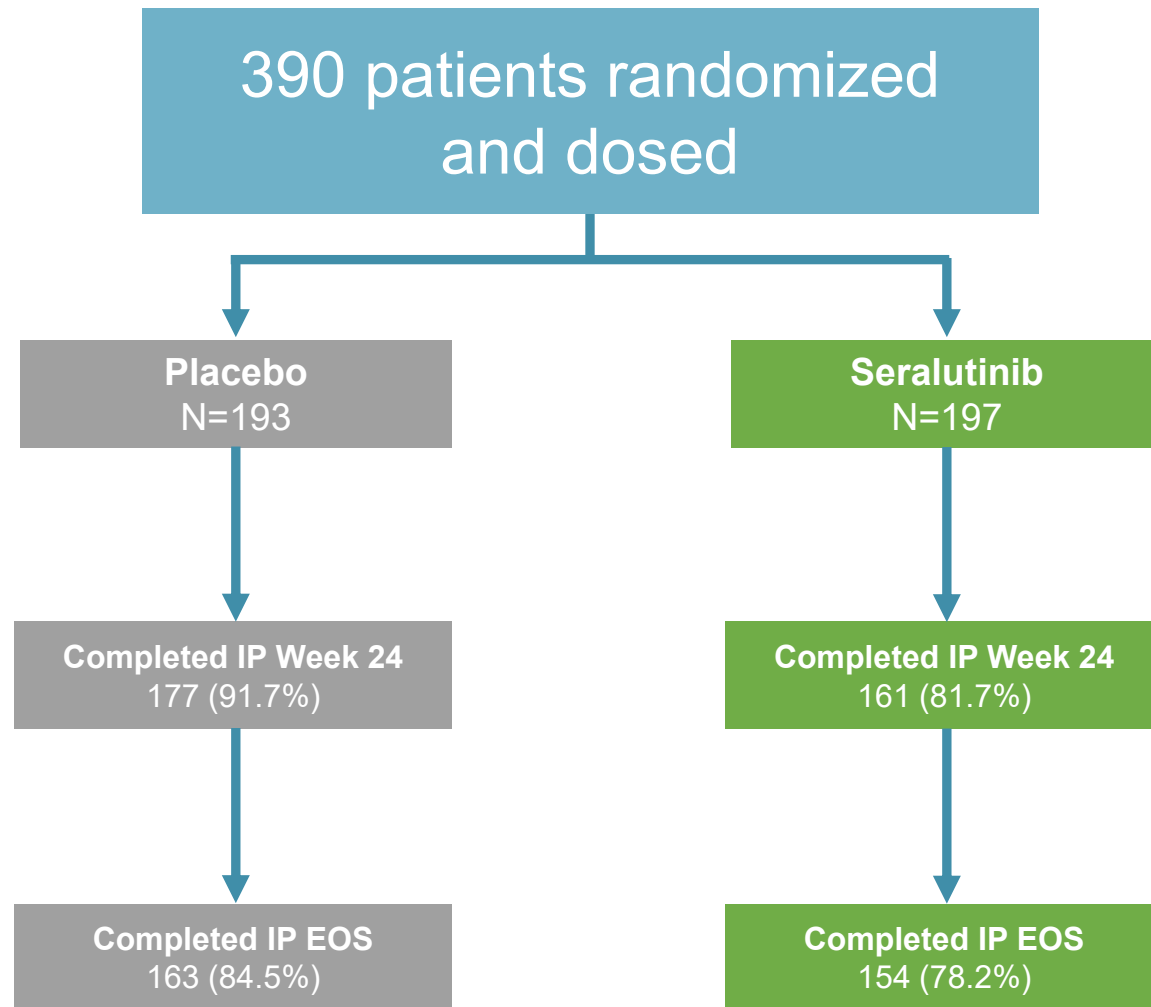 390 patients randomized
and dosed
Placebo
N=193
Seralutinib
N=197
Completed IP Week 24
177 (91.7%)
Completed IP Week 24
161 (81.7%)
Completed IP EOS
163 (84.5%)
Completed IP EOS
154 (78.2%)